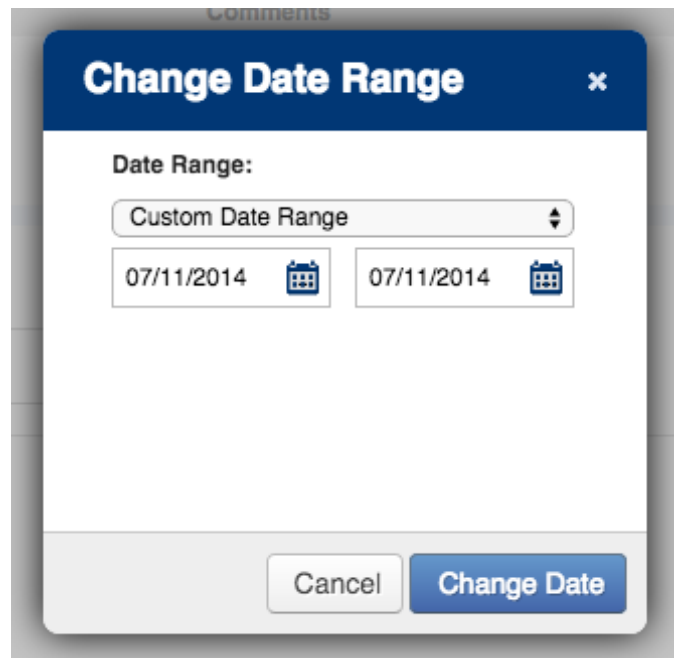 Comments
Change Date Range ×
Date Range:
Custom Date Range
07/11/2014 07/11/2014
Cancel Change Date